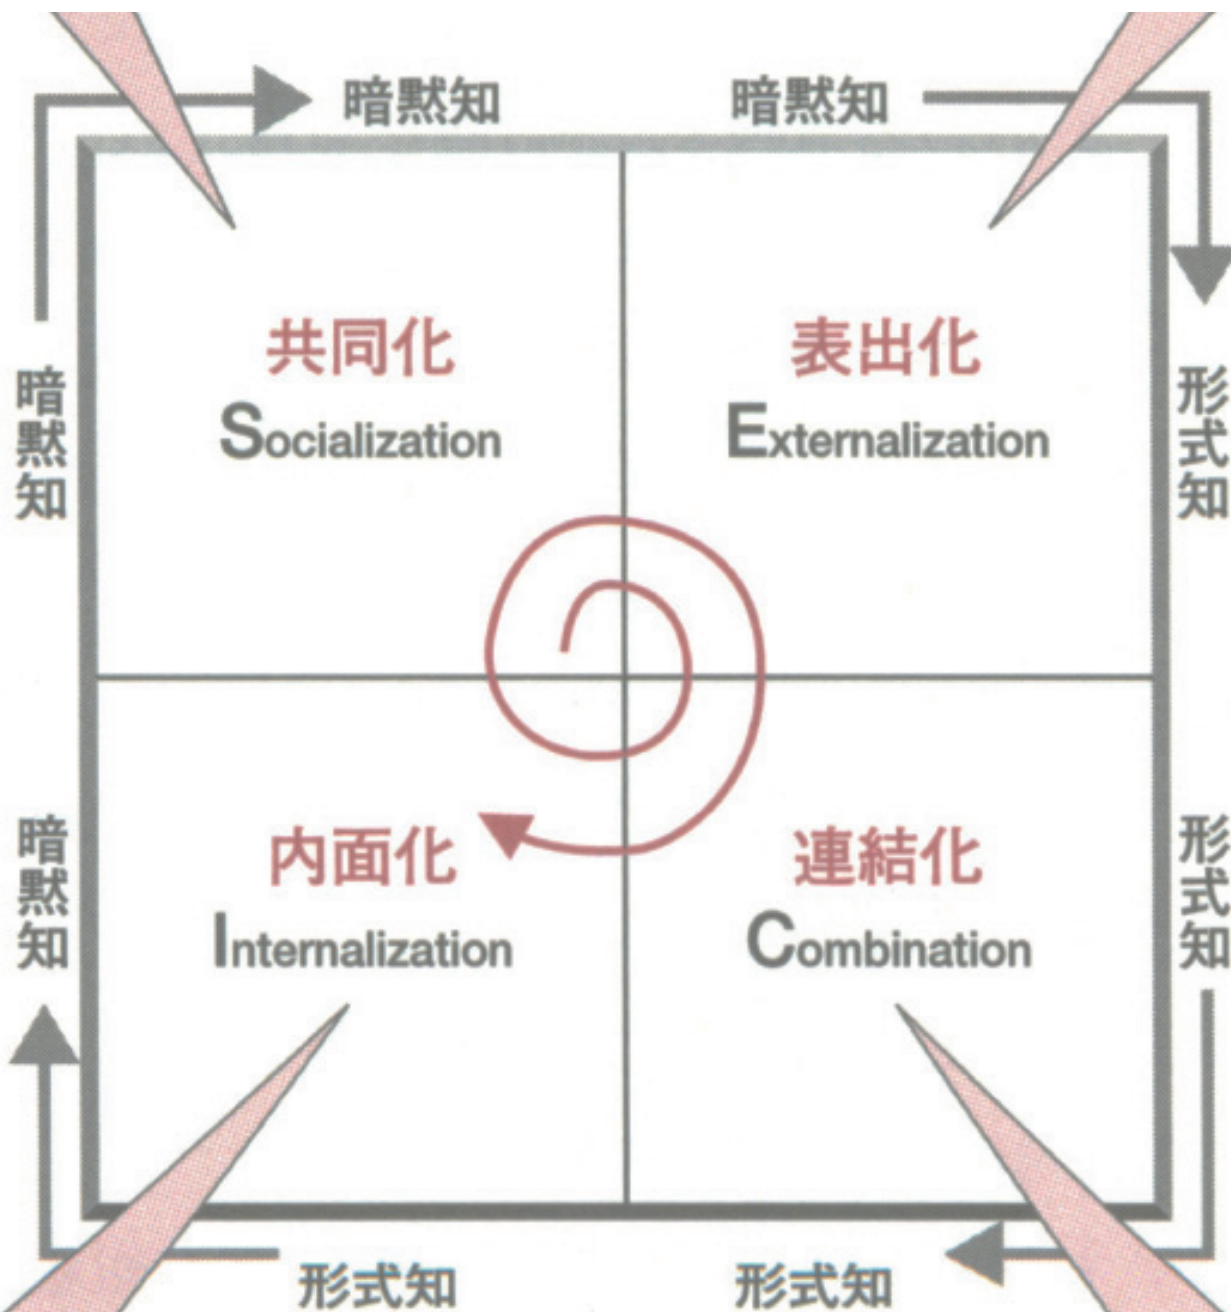 暗黙知
暗黙知
共同化
Socialization
表出化
Externalization
暗黙知
形式知
内面化
Internalization
連結化
Combination
暗黙知
形式知
形式知
形式知